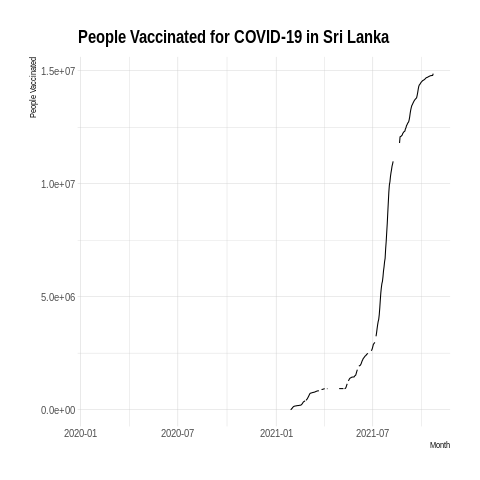 People Vaccinated for COVID-19 in Sri Lanka
People Vaccinated
1.5e+07
1.0e+07
5.0e+06
0.0e+00
2020-01 2020-07 2021-01 2021-07
Month